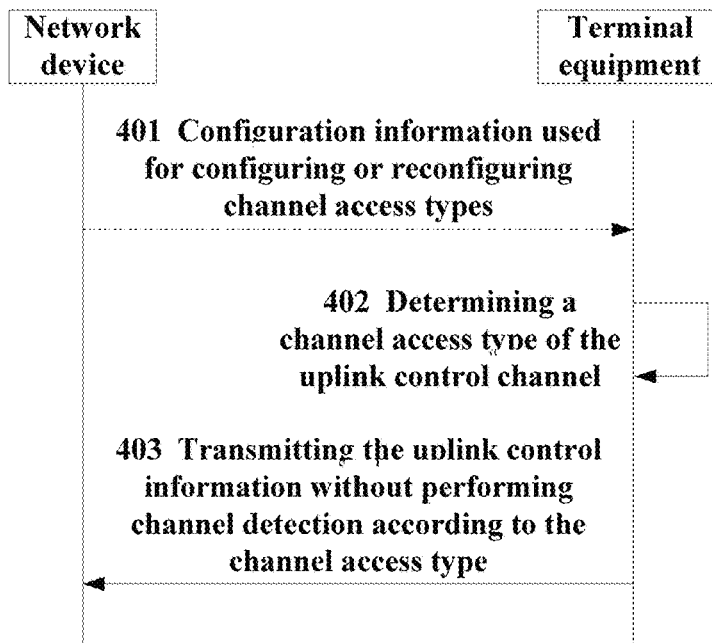 Network
device
Terminal
equipment
401 Configuration information used
for configuring or reconfiguring
channel access types
402 Determining a
channel access type of the
uplink control channel
403 Transmitting the uplink control
information without performing
channel detection according to the
channel access type